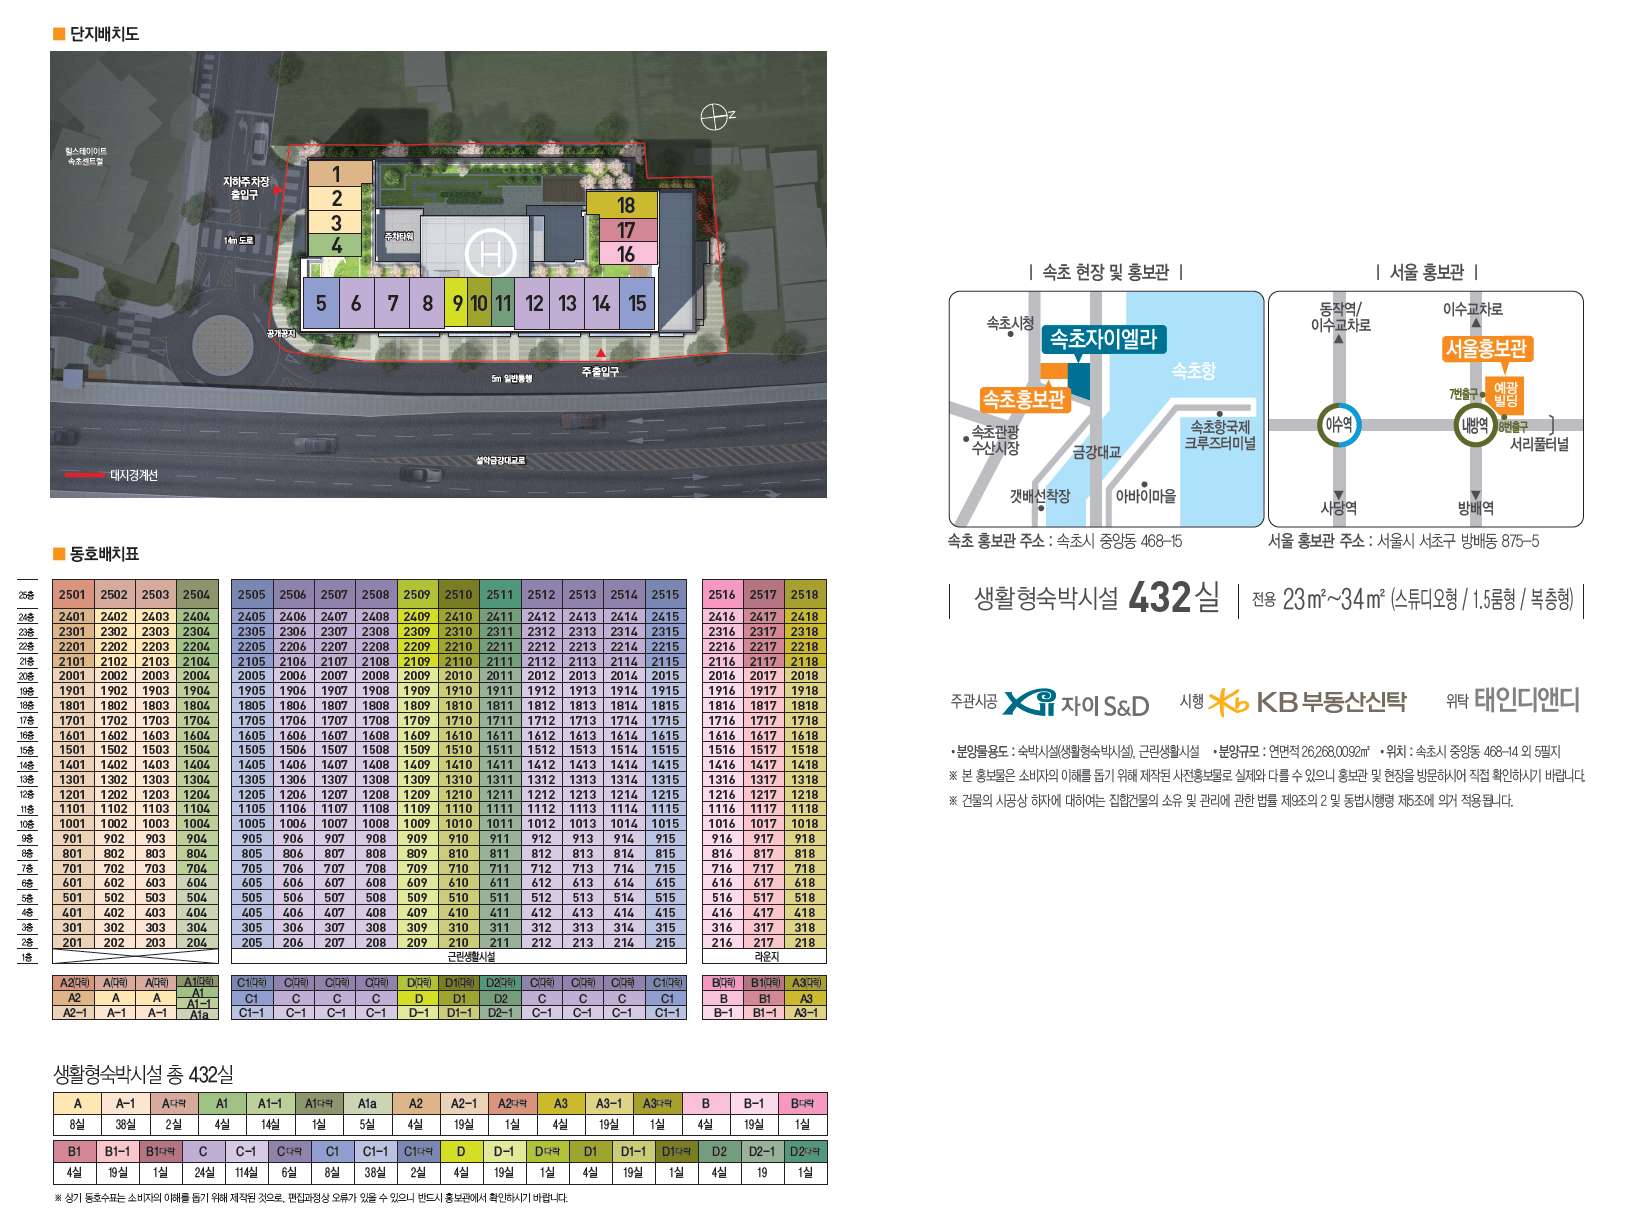 단지배치도
힐스테이이트
속초센트럴
지하주차장
출입구
14m 도로
주차타워
공개공지
5m 일반통행
주출입구
설악금강대교로
대지경계선
N
H
1
2
3
4
5 6 7 8 9 10 11 12 13 14 15
18
17
16
동호배치표
25층 2501 2502 2503 2504 2505 2506 2507 2508 2509 2510 2511 2512 2513 2514 2515 2516 2517 2518
24층 2401 2402 2403 2404 2405 2406 2407 2408 2409 2410 2411 2412 2413 2414 2415 2416 2417 2418
23층 2301 2302 2303 2304 2305 2306 2307 2308 2309 2310 2311 2312 2313 2314 2315 2316 2317 2318
22층 2201 2202 2203 2204 2205 2206 2207 2208 2209 2210 2211 2212 2213 2214 2215 2216 2217 2218
21층 2101 2102 2103 2104 2105 2106 2107 2108 2109 2110 2111 2112 2113 2114 2115 2116 2117 2118
20층 2001 2002 2003 2004 2005 2006 2007 2008 2009 2010 2011 2012 2013 2014 2015 2016 2017 2018
19층 1901 1902 1903 1904 1905 1906 1907 1908 1909 1910 1911 1912 1913 1914 1915 1916 1917 1918
18층 1801 1802 1803 1804 1805 1806 1807 1808 1809 1810 1811 1812 1813 1814 1815 1816 1817 1818
17층 1701 1702 1703 1704 1705 1706 1707 1708 1709 1710 1711 1712 1713 1714 1715 1716 1717 1718
16층 1601 1602 1603 1604 1605 1606 1607 1608 1609 1610 1611 1612 1613 1614 1615 1616 1617 1618
15층 1501 1502 1503 1504 1505 1506 1507 1508 1509 1510 1511 1512 1513 1514 1515 1516 1517 1518
14층 1401 1402 1403 1404 1405 1406 1407 1408 1409 1410 1411 1412 1413 1414 1415 1416 1417 1418
13층 1301 1302 1303 1304 1305 1306 1307 1308 1309 1310 1311 1312 1313 1314 1315 1316 1317 1318
12층 1201 1202 1203 1204 1205 1206 1207 1208 1209 1210 1211 1212 1213 1214 1215 1216 1217 1218
11층 1101 1102 1103 1104 1105 1106 1107 1108 1109 1110 1111 1112 1113 1114 1115 1116 1117 1118
10층 1001 1002 1003 1004 1005 1006 1007 1008 1009 1010 1011 1012 1013 1014 1015 1016 1017 1018
9층 901 902 903 904 905 906 907 908 909 910 911 912 913 914 915 916 917 918
8층 801 802 803 804 805 806 807 808 809 810 811 812 813 814 815 816 817 818
7층 701 702 703 704 705 706 707 708 709 710 711 712 713 714 715 716 717 718
6층 601 602 603 604 605 606 607 608 609 610 611 612 613 614 615 616 617 618
5층 501 502 503 504 505 506 507 508 509 510 511 512 513 514 515 516 517 518
4층 401 402 403 404 405 406 407 408 409 410 411 412 413 414 415 416 417 418
3층 301 302 303 304 305 306 307 308 309 310 311 312 313 314 315 316 317 318
2층 201 202 203 204 205 206 207 208 209 210 211 212 213 214 215 216 217 218
1층 근린생활시설 라운지
A2(다락) A(다락) A(다락) A1(다락) C1(다락) C(다락) C(다락) C(다락) D(다락) D1(다락) D2(다락) C(다락) C(다락) C(다락) C1(다락) B(다락) B1(다락) A3(다락)
A2 A A A1 C1 C C C D D1 D2 C C C C1 B B1 A3
A1-1
A2-1 A-1 A-1 A1a C1-1 C-1 C-1 C-1 D-1 D1-1 D2-1 C-1 C-1 C-1 C1-1 B-1 B1-1 A3-1
생활형숙박시설 총 432실
A A-1 A다락 A1 A1-1 A1다락 A1a A2 A2-1 A2다락 A3 A3-1 A3다락 B B-1 B다락
8실 38실 2실 4실 14실 1실 5실 4실 19실 1실 4실 19실 1실 4실 19실 1실
B1 B1-1 B1다락 C C-1 C다락 C1 C1-1 C1다락 D D-1 D다락 D1 D1-1 D1다락 D2 D2-1 D2다락
4실 19실 1실 24실 114실 6실 8실 38실 2실 4실 19실 1실 4실 19실 1실 4실 19 1실
※ 상기 동호수표는 소비자의 이해를 돕기 위해 제작된 것으로, 편집과정상 오류가 있을 수 있으니 반드시 홍보관에서 확인하시기 바랍니다.
속초 현장 및 홍보관
속초시청
속초자이엘라
속초항
속초홍보관
속초관광
수산시장
속초항국제
크루즈터미널
금강대교
갯배선착장
아바이마을
속초 홍보관 주소 : 속초시 중앙동 468-15
서울 홍보관
동작역/
이수교차로
이수교차로
서울홍보관
7번출구
예광
빌딩
이수역
내방역
8번출구
서리풀터널
사당역
방배역
서울 홍보관 주소 : 서울시 서초구 방배동 875-5
생활형숙박시설 432실 전용 23㎡~34㎡ (스튜디오형 / 1.5룸형 / 복층형)
주관시공 Xi 자이 S&D 시행 KB 부동산신탁 위탁 태인디앤디
• 분양물용도 : 숙박시설(생활형숙박시설), 근린생활시설 • 분양규모 : 연면적 26,268.0092㎡ • 위치 : 속초시 중앙동 468-14 외 5필지
※ 본 홍보물은 소비자의 이해를 돕기 위해 제작된 사전홍보물로 실제와 다를 수 있으니 홍보관 및 현장을 방문하시어 직접 확인하시기 바랍니다.
※ 건물의 시공상 하자에 대하여는 집합건물의 소유 및 관리에 관한 법률 제9조의 2 및 동법시행령 제5조에 의거 적용됩니다.